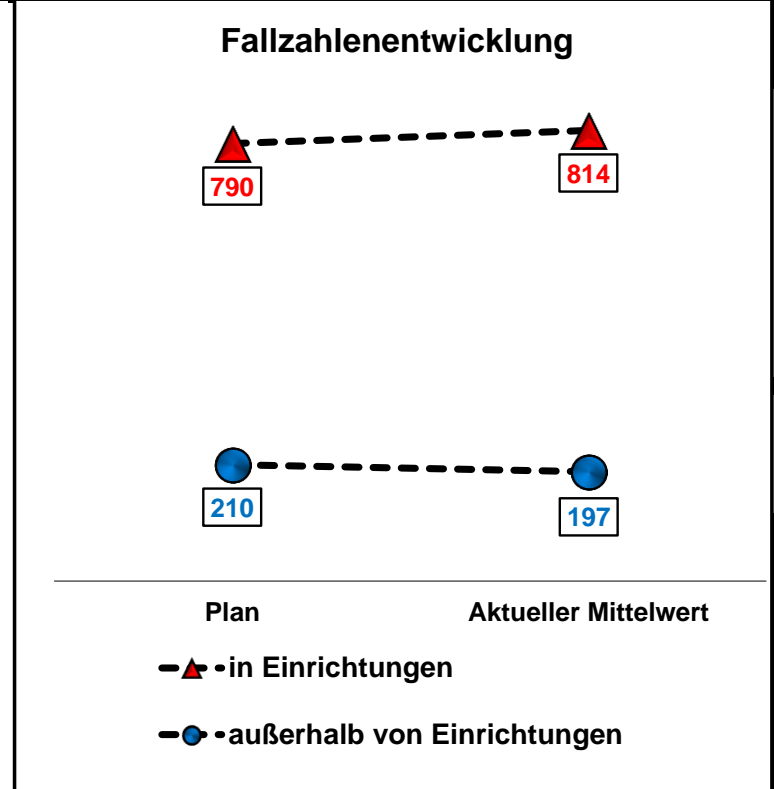 Fallzahlenentwicklung
790
814
210
197
Plan Aktueller Mittelwert
in Einrichtungen
außerhalb von Einrichtungen